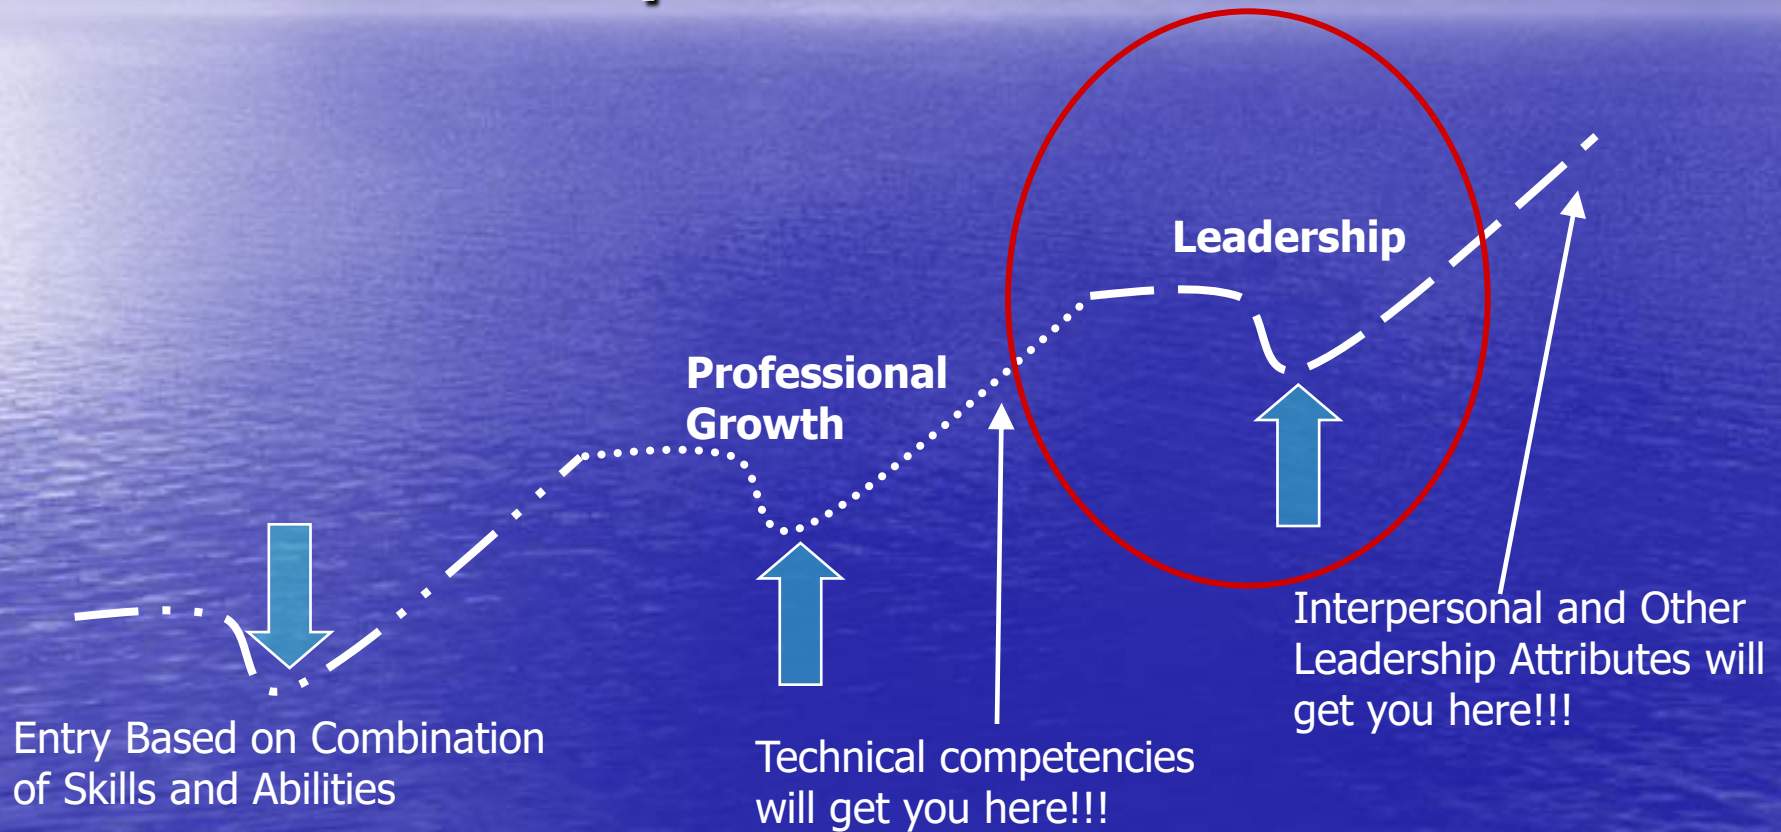 Leadership
Professional
Growth
Interpersonal and Other
Leadership Attributes will
get you here!!!
Entry Based on Combination
of Skills and Abilities
Technical competencies
will get you here!!!